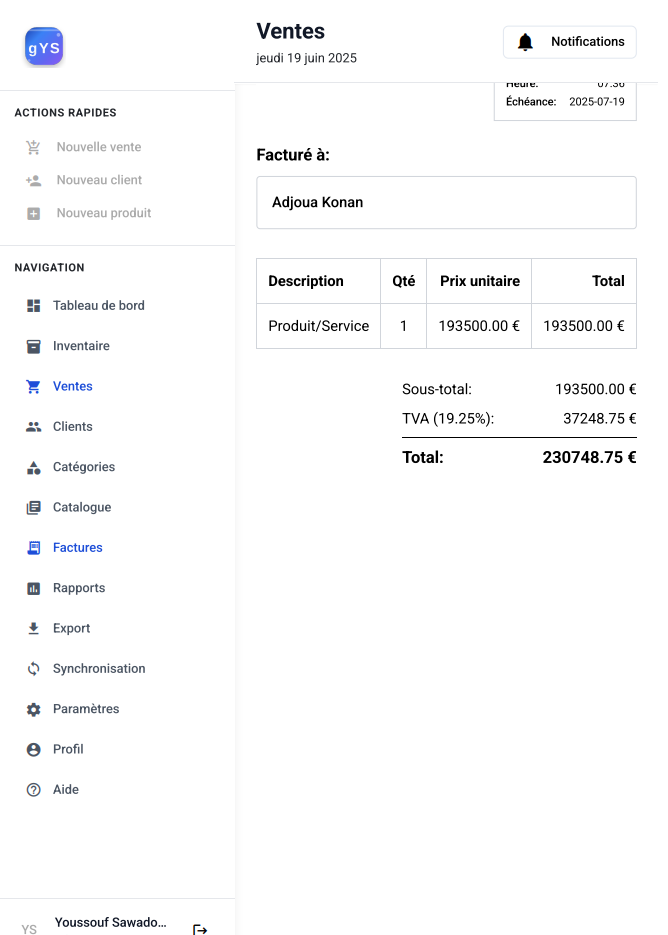 gYS
ACTIONS RAPIDES
Nouvelle vente
Nouveau client
Nouveau produit
NAVIGATION
Tableau de bord
Inventaire
Ventes
Clients
Catégories
Catalogue
Factures
Rapports
Export
Synchronisation
Paramètres
Profil
Aide
YS
Youssouf Sawado...
Ventes
jeudi 19 juin 2025
Notifications
Heure: 07:36
Échéance: 2025-07-19
Facturé à:
Adjoua Konan
Description Qté Prix unitaire Total
Produit/Service 1 193500.00 € 193500.00 €
Sous-total: 193500.00 €
TVA (19.25%): 37248.75 €
Total: 230748.75 €